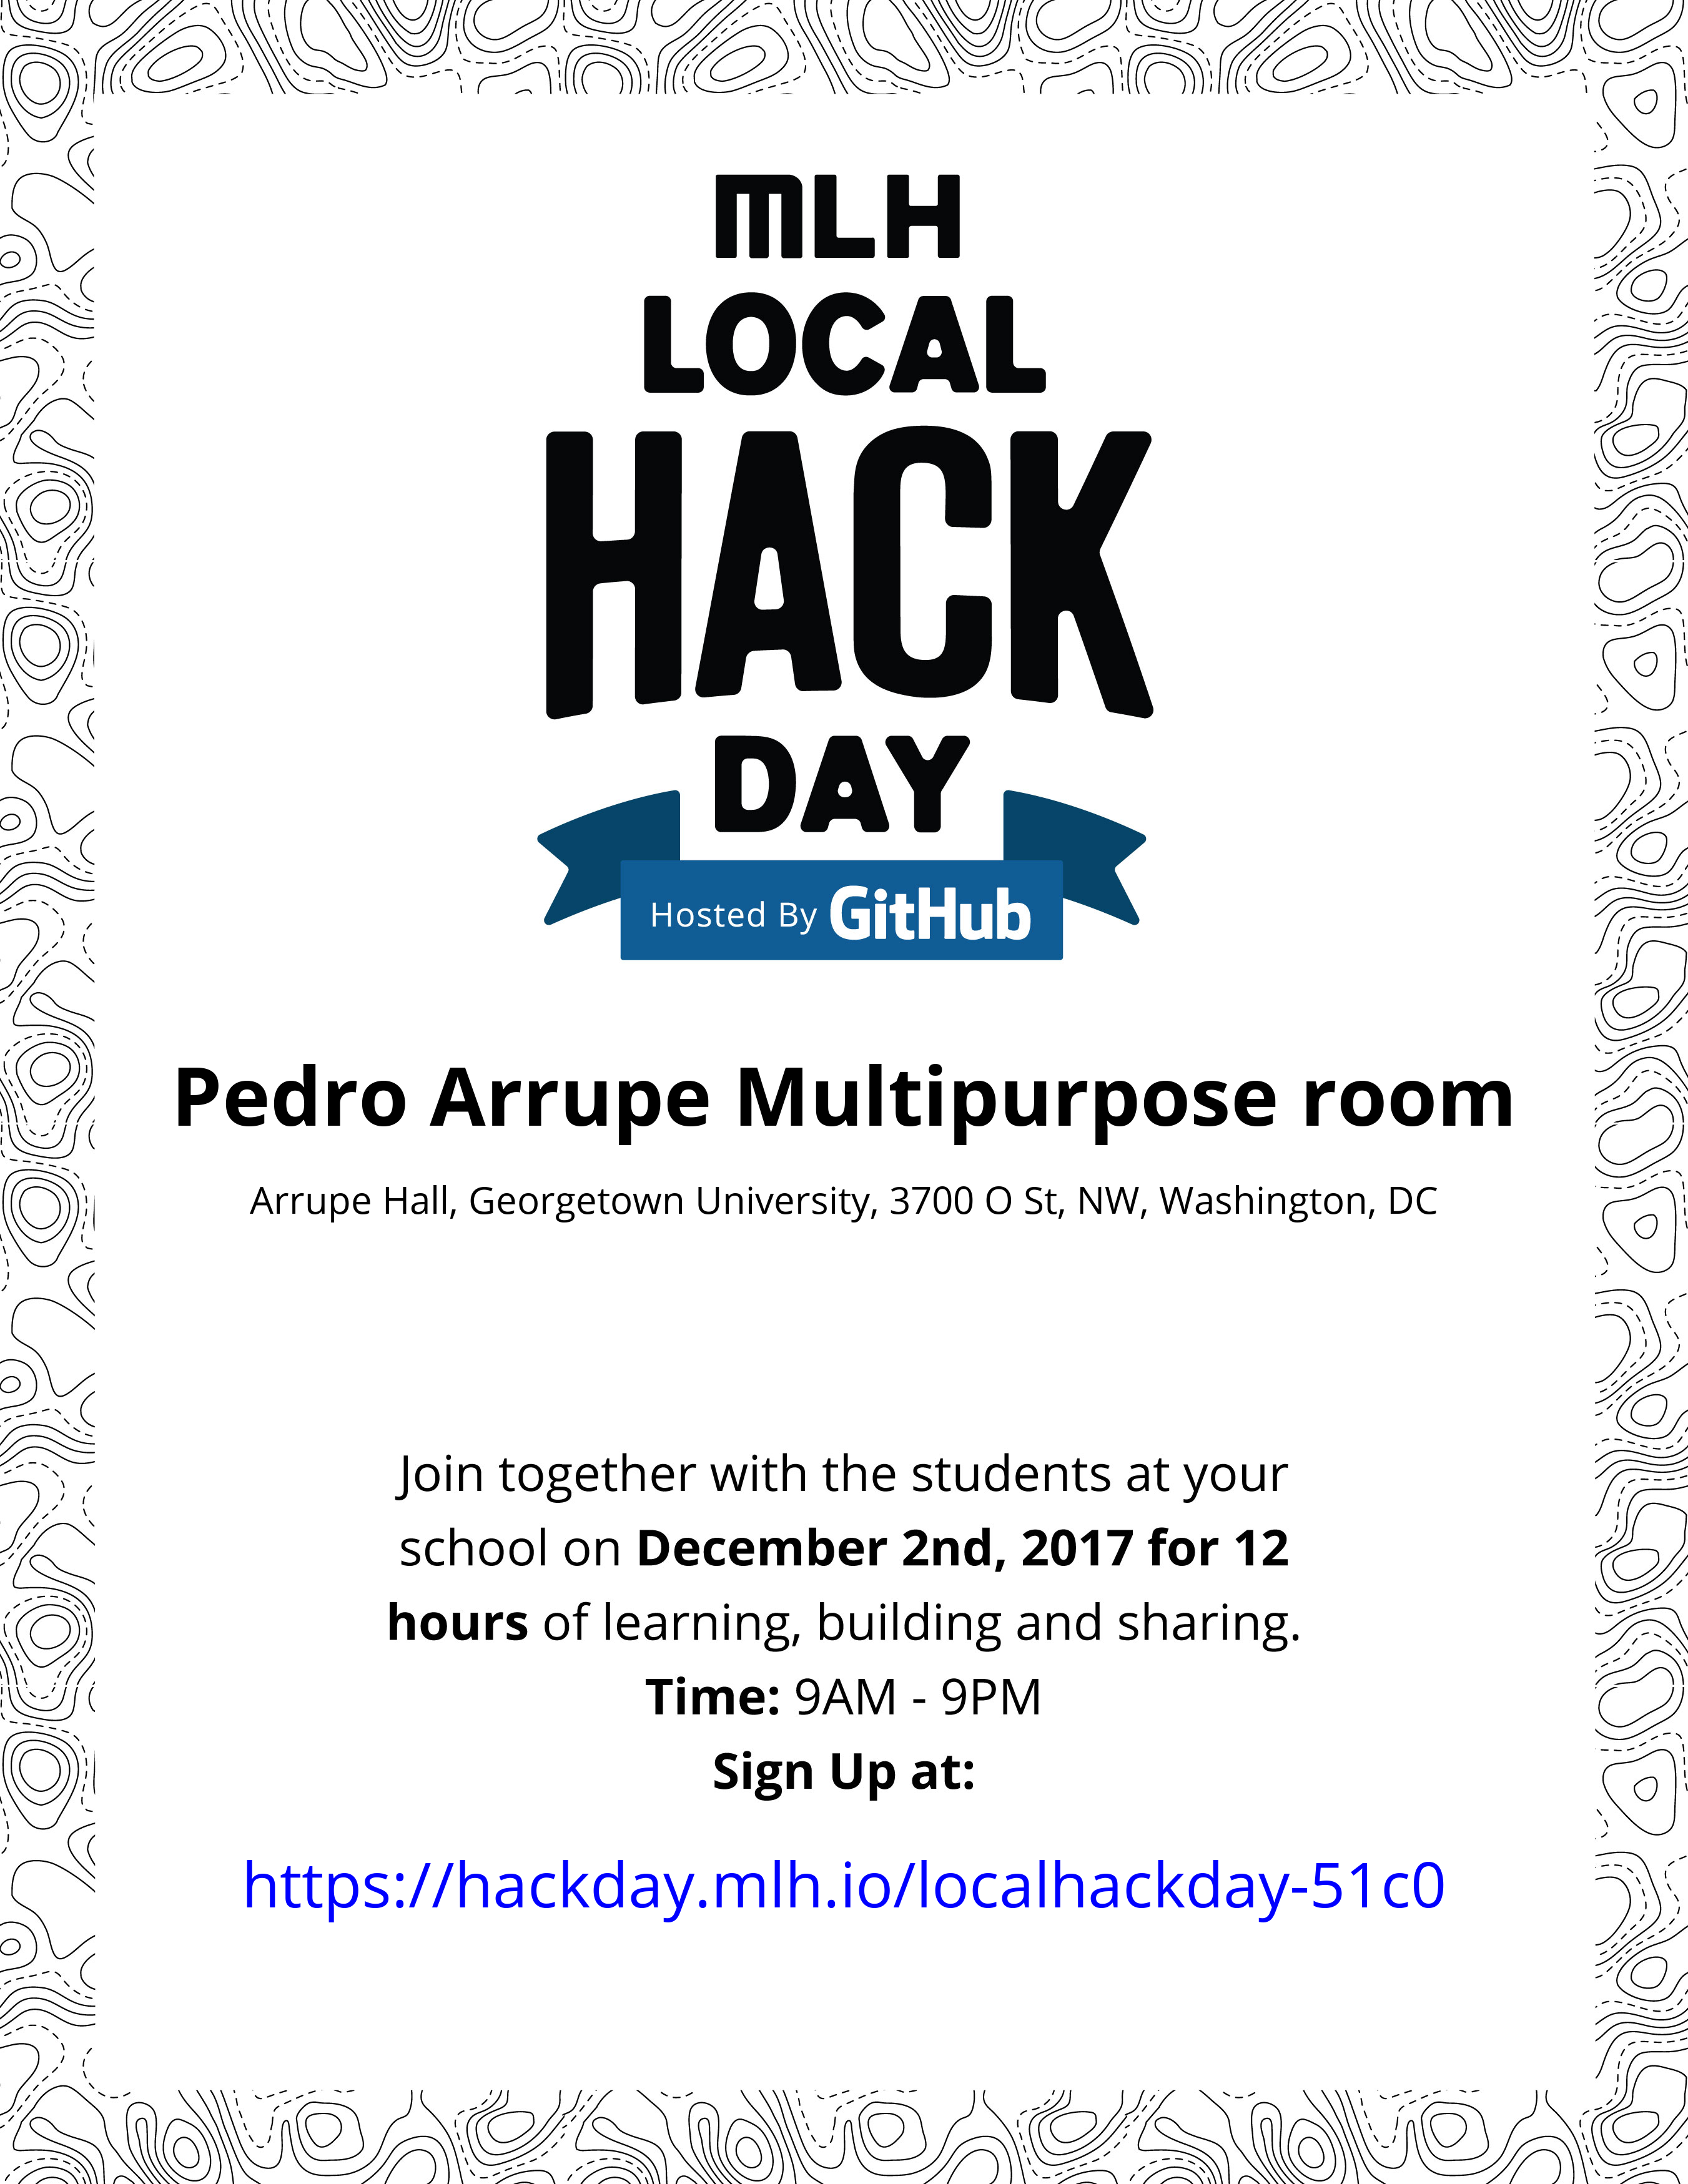 MLH
LOCAL
HACK
DAY
Hosted By GitHub
Pedro Arrupe Multipurpose room
Arrupe Hall, Georgetown University, 3700 O St, NW, Washington, DC
Join together with the students at your
school on December 2nd, 2017 for 12
hours of learning, building and sharing.
Time: 9AM - 9PM
Sign Up at:
https://hackday.mlh.io/localhackday-51c0